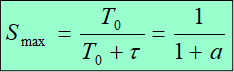 S_max = T_0 / (T_0 + τ) = 1 / (1 + a)